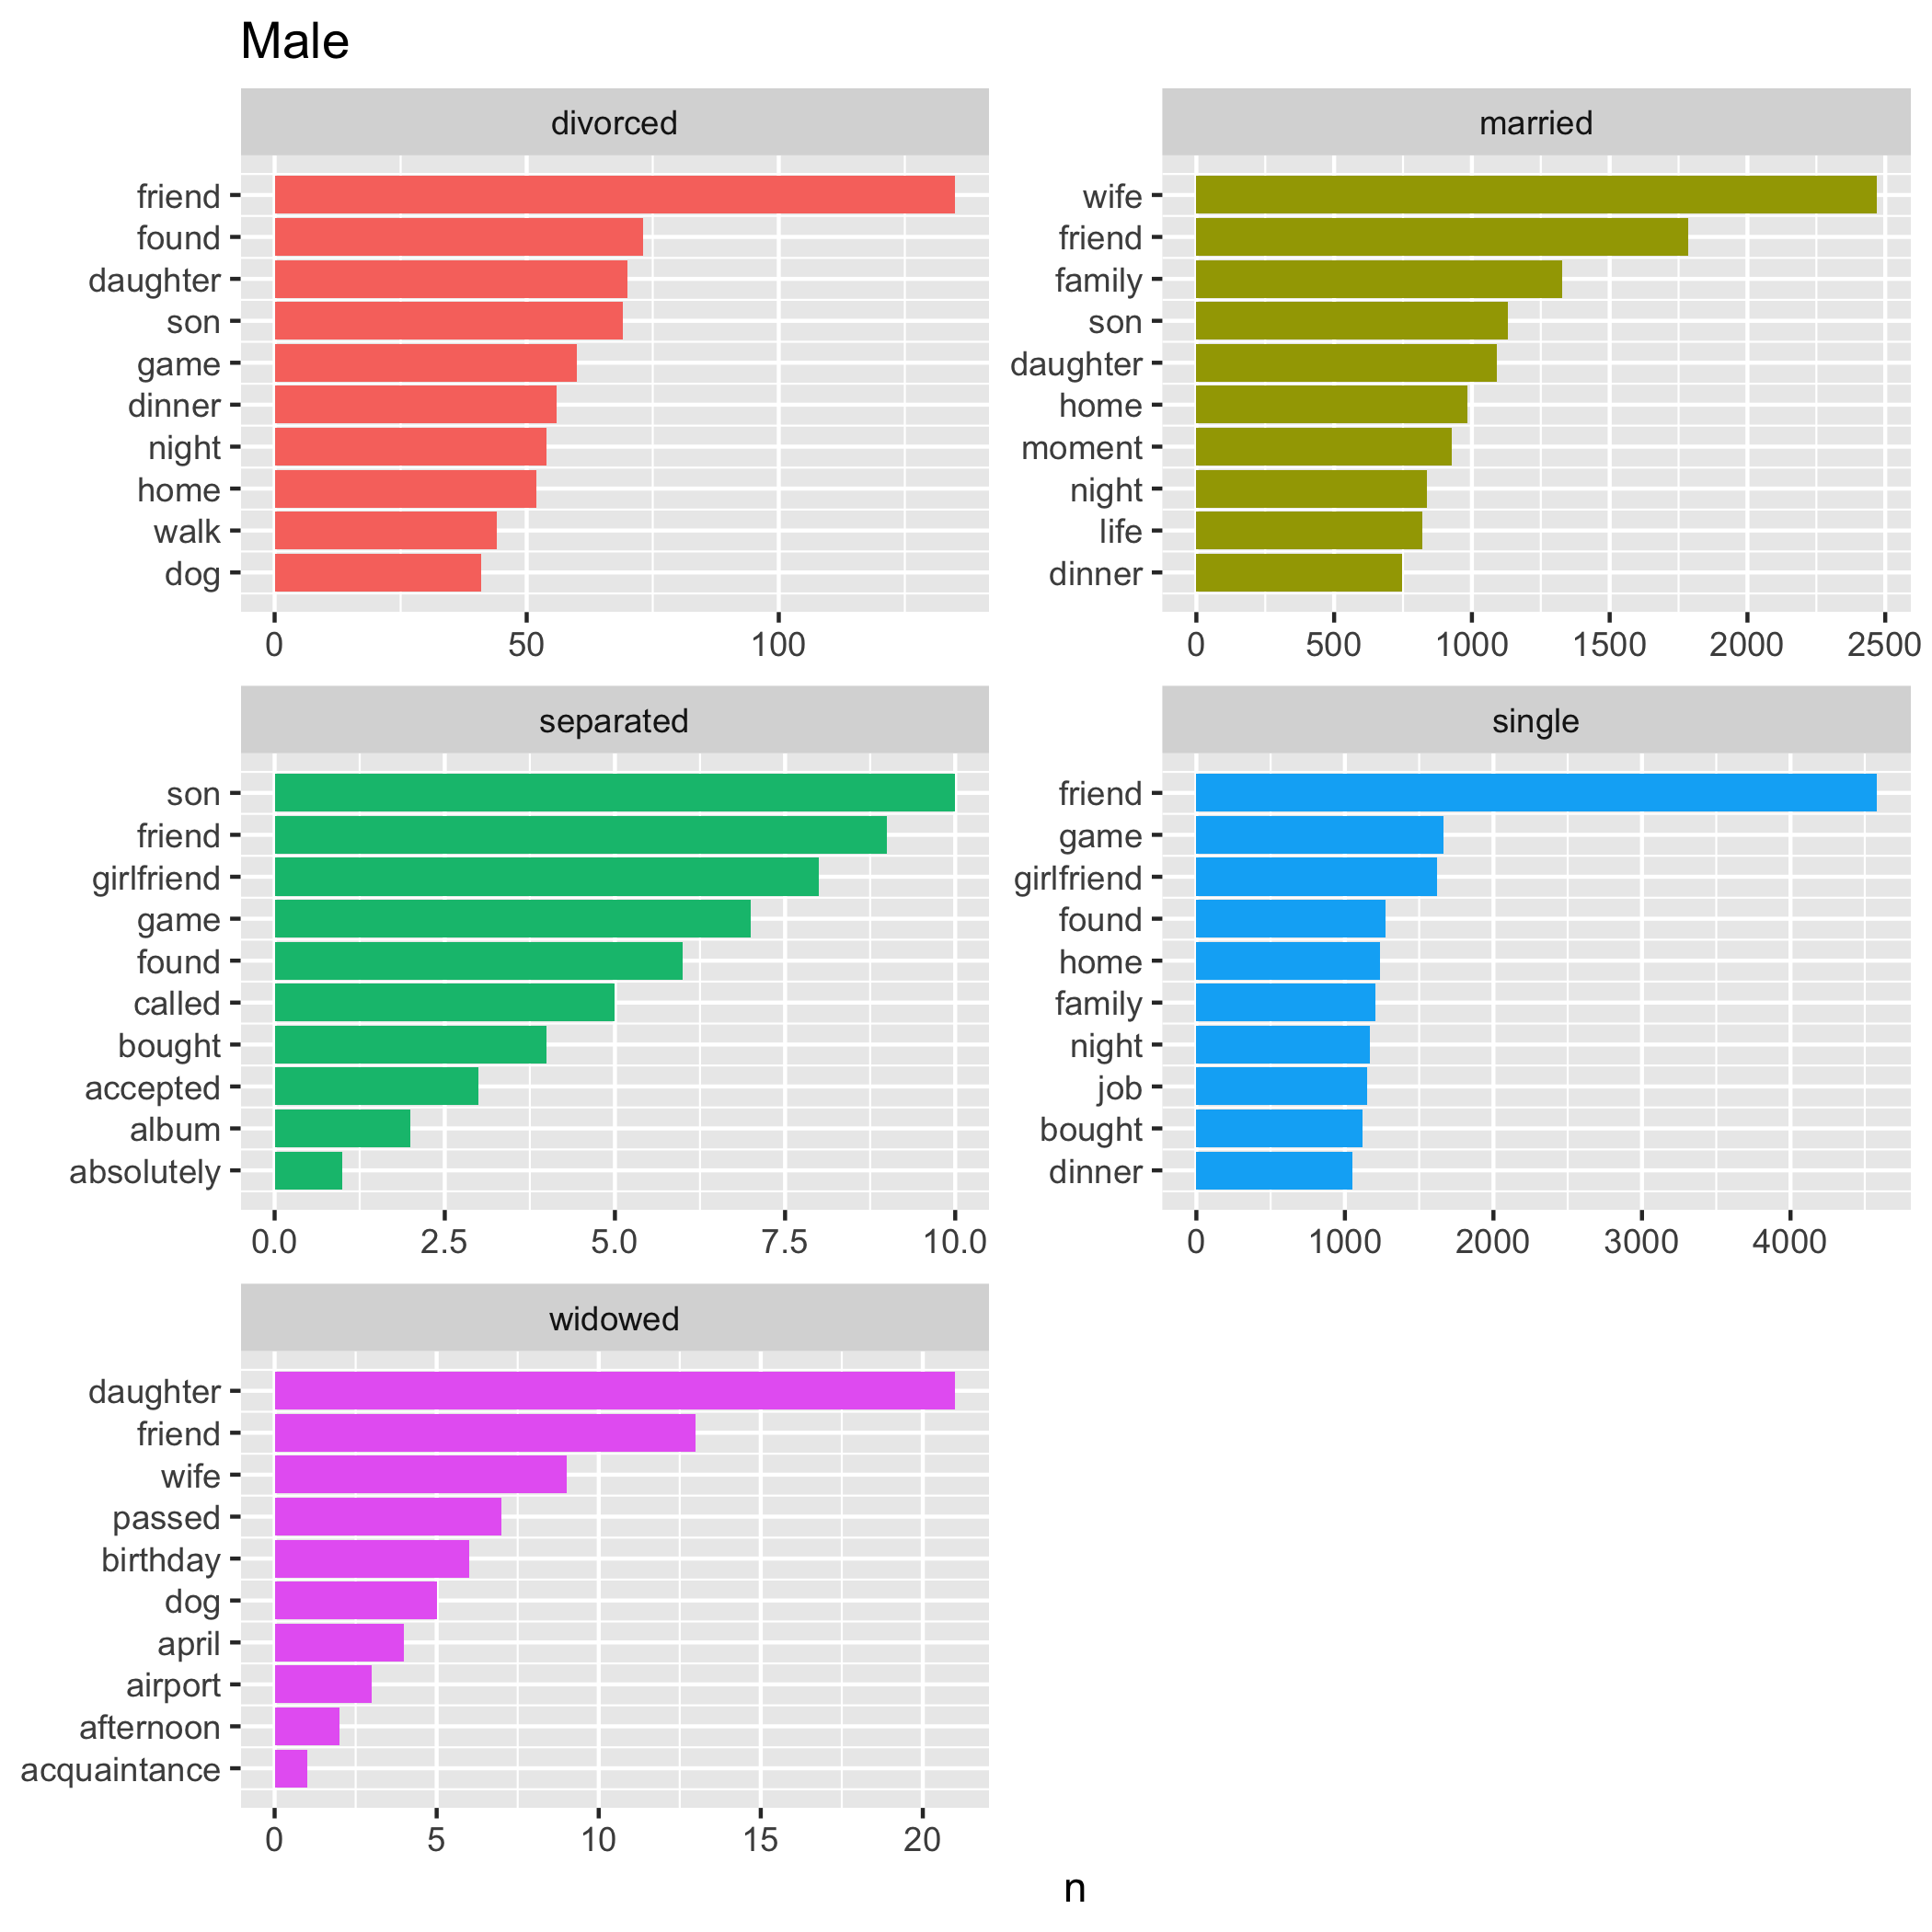 Male
divorced
friend
found
daughter
son
game
dinner
night
home
walk
dog
0 50 100
married
wife
friend
family
son
daughter
home
moment
night
life
dinner
0 500 1000 1500 2000 2500
separated
son
friend
girlfriend
game
found
called
bought
accepted
album
absolutely
0.0 2.5 5.0 7.5 10.0
single
friend
game
girlfriend
found
home
family
night
job
bought
dinner
0 1000 2000 3000 4000
widowed
daughter
friend
wife
passed
birthday
dog
april
airport
afternoon
acquaintance
0 5 10 15 20
n